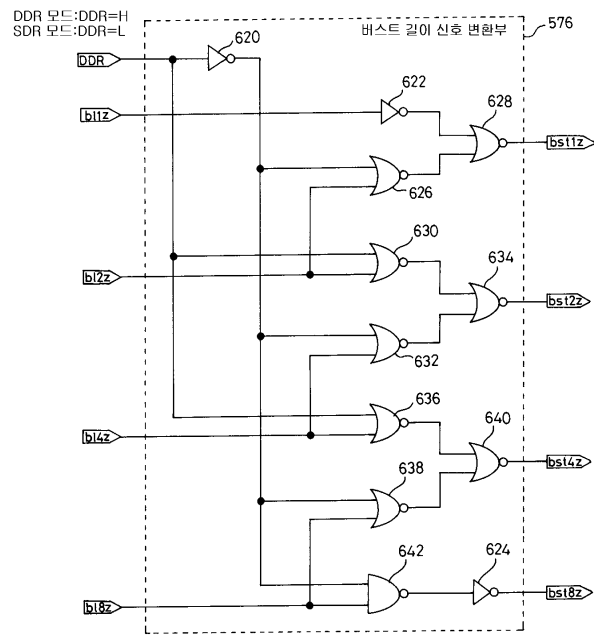 DDR 모드:DDR=H
SDR 모드:DDR=L
버스트 길이 신호 변환부
576
DDR
620
bl1z
622
628
bst1z
626
630
bl2z
634
bst2z
632
636
bl4z
640
bst4z
638
642
624
bl8z
bst8z